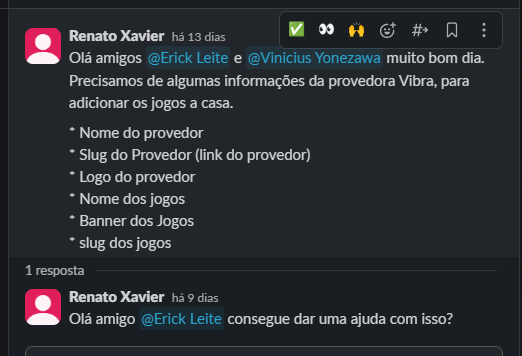 Renato Xavier há 13 dias
Olá amigos @Erick Leite e @Vinicius Yonezawa muito bom dia.
Precisamos de algumas informações da provedora Vibra, para
adicionar os jogos a casa.
* Nome do provedor
* Slug do Provedor (link do provedor)
* Logo do provedor
* Nome dos jogos
* Banner dos Jogos
* slug dos jogos
1 resposta
Renato Xavier há 9 dias
Olá amigo @Erick Leite consegue dar uma ajuda com isso?